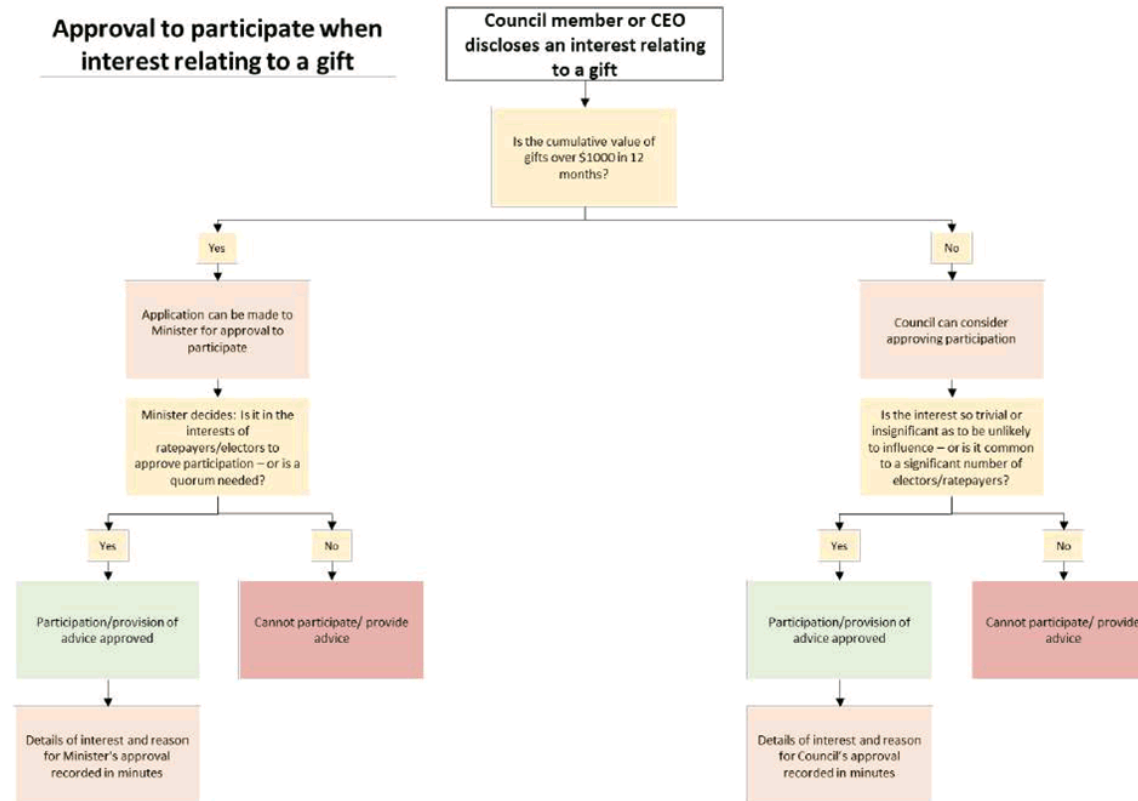 Approval to participate when
interest relating to a gift
Council member or CEO
discloses an interest relating
to a gift
Is the cumulative value of
gifts over $1000 in 12
months?
Yes
No
Application can be made to
Minister for approval to
participate
Council can consider
approving participation
Minister decides: Is it in the
interests of
ratepayers/electors to
approve participation – or is a
quorum needed?
Is the interest so trivial or
insignificant as to be unlikely
to influence – or is it common
to a significant number of
electors/ratepayers?
Yes
No
Yes
No
Participation/provision of
advice approved
Cannot participate/ provide
advice
Participation/provision of
advice approved
Cannot participate/ provide
advice
Details of interest and reason
for Minister's approval
recorded in minutes
Details of interest and reason
for Council's approval
recorded in minutes